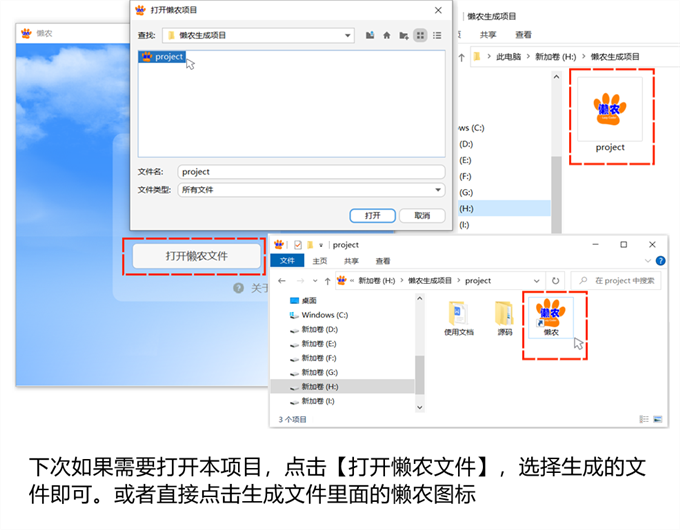 懒农
打开懒农项目
查找:
懒农生成项目
project
文件名:
project
文件类型:
所有文件
打开
取消
打开懒农文件
关于
懒农生成项目
共享
查看
此电脑
新加卷 (H:)
懒农生成项目
ws (C:)
(D:)
(E:)
(F:)
(G:)
(H:)
(I:)
懒农
project
project
文件
主页
共享
查看
新加卷 (H:)
懒农生成项目
project
在 project 中搜索
桌面
Windows (C:)
新加卷 (D:)
新加卷 (E:)
新加卷 (F:)
新加卷 (G:)
新加卷 (H:)
新加卷 (I:)
使用文档
源码
懒农
懒农
3 个项目
下次如果需要打开本项目，点击【打开懒农文件】，选择生成的文
件即可。或者直接点击生成文件里面的懒农图标